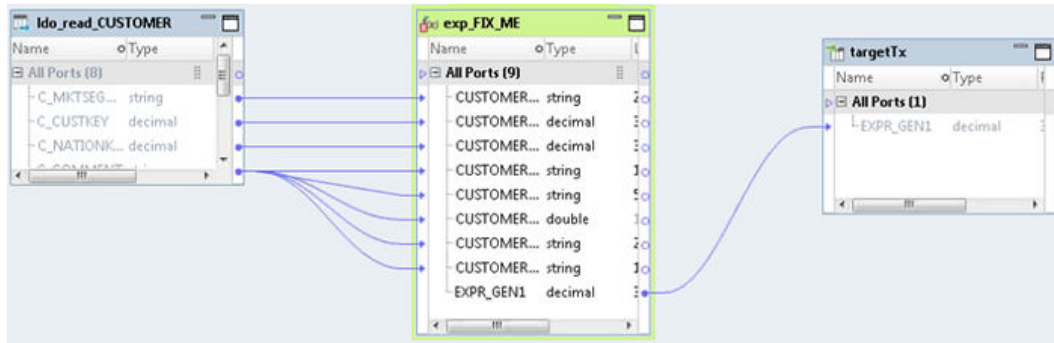 ldo_read_CUSTOMER
Name Type
All Ports (8)
C_MKTSEG... string
C_CUSTKEY decimal
C_NATIONK... decimal
exp_FIX_ME
Name Type
All Ports (9)
CUSTOMER... string
CUSTOMER... decimal
CUSTOMER... decimal
CUSTOMER... string
CUSTOMER... string
CUSTOMER... double
CUSTOMER... string
CUSTOMER... string
EXPR_GEN1 decimal
targetTx
Name Type
All Ports (1)
EXPR_GEN1 decimal